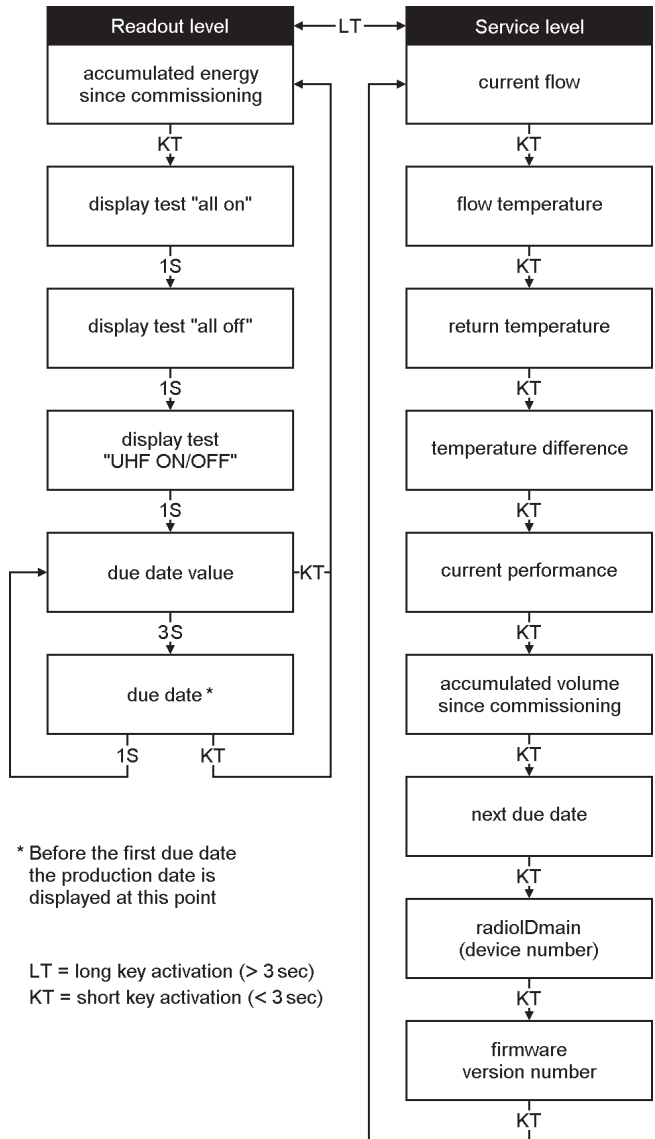 Readout level
LT
Service level
accumulated energy
since commissioning
KT
display test "all on"
1S
display test "all off"
1S
display test
"UHF ON/OFF"
1S
due date value
KT
3S
due date *
1S
KT
* Before the first due date
the production date is
displayed at this point
LT = long key activation (> 3 sec)
KT = short key activation (< 3 sec)
current flow
KT
flow temperature
KT
return temperature
KT
temperature difference
KT
current performance
KT
accumulated volume
since commissioning
KT
next due date
KT
radioIDmain
(device number)
KT
firmware
version number
KT